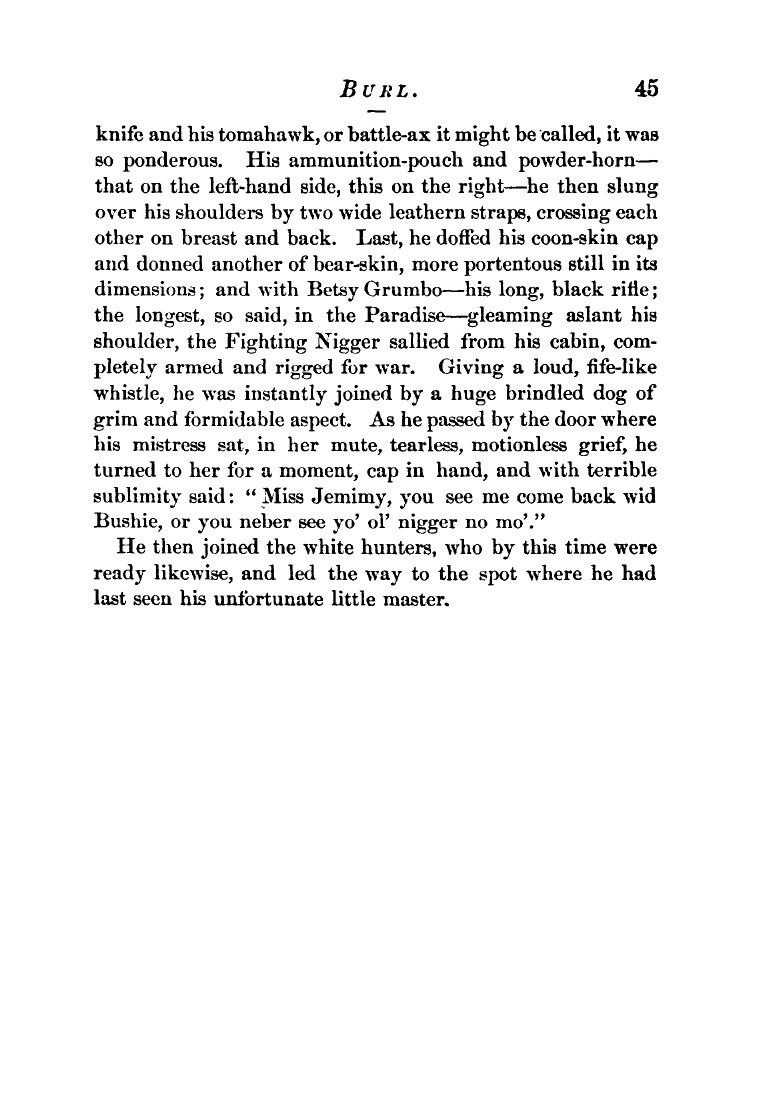 BURL. 45
knife and his tomahawk, or battle-ax it might be called, it was
so ponderous. His ammunition-pouch and powder-horn—
that on the left-hand side, this on the right—he then slung
over his shoulders by two wide leathern straps, crossing each
other on breast and back. Last, he doffed his coon-skin cap
and donned another of bear-skin, more portentous still in its
dimensions; and with Betsy Grumbo—his long, black rifle;
the longest, so said, in the Paradise—gleaming aslant his
shoulder, the Fighting Nigger sallied from his cabin, com-
pletely armed and rigged for war. Giving a loud, fife-like
whistle, he was instantly joined by a huge brindled dog of
grim and formidable aspect. As he passed by the door where
his mistress sat, in her mute, tearless, motionless grief, he
turned to her for a moment, cap in hand, and with terrible
sublimity said: “Miss Jemimy, you see me come back wid
Bushie, or you neber see yo’ ol’ nigger no mo’.”
He then joined the white hunters, who by this time were
ready likewise, and led the way to the spot where he had
last seen his unfortunate little master.